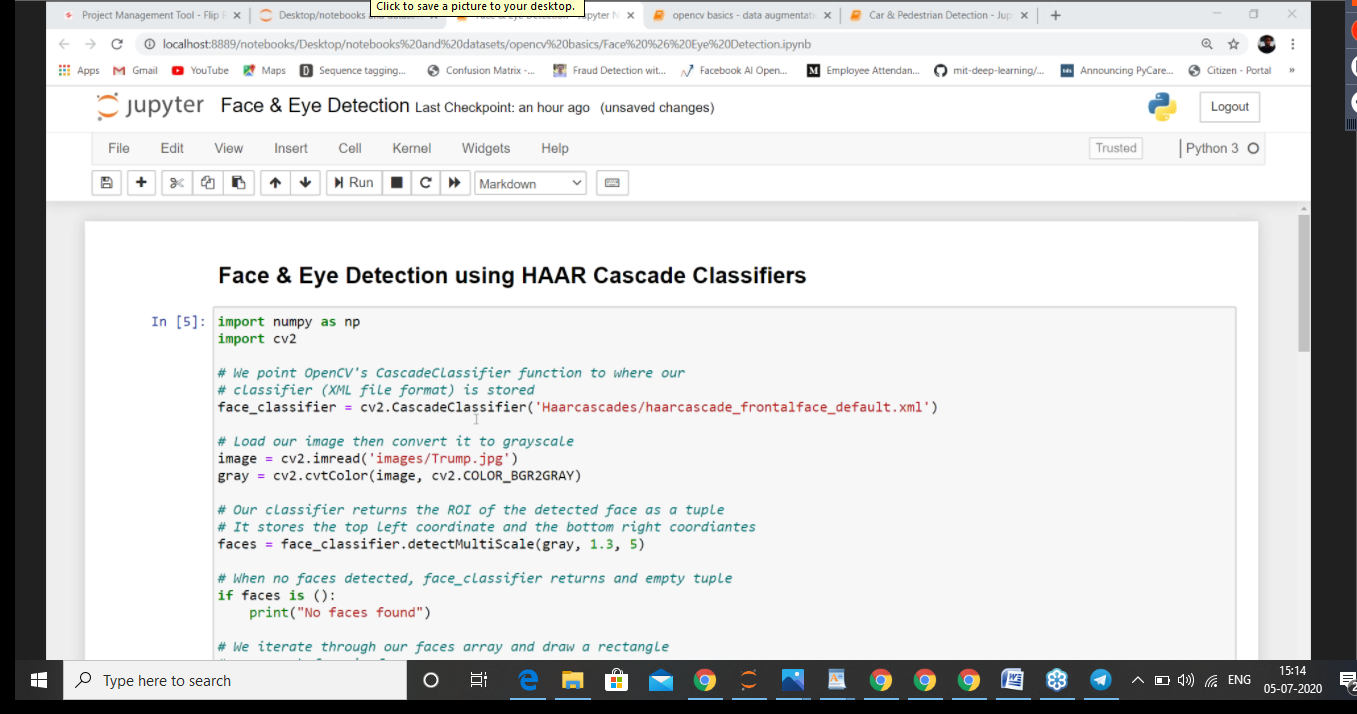 Click to save a picture to your desktop.
Project Management Tool - Flip
Desktop/notebooks
opencv basics - data augmentati
Car & Pedestrian Detection - Jup
localhost:8889/notebooks/Desktop/notebooks%20and%20datasets/opencv%20basics/Face%20%26%20Eye%20Detection.ipynb
Apps Gmail YouTube Maps Sequence tagging... Confusion Matrix -... Fraud Detection wit... Facebook AI Open... Employee Attendan... mit-deep-learning/... Announcing PyCare... Citizen - Portal »
jupyter Face & Eye Detection Last Checkpoint: an hour ago (unsaved changes) Logout
File Edit View Insert Cell Kernel Widgets Help Trusted Python 3
Run Markdown
Face & Eye Detection using HAAR Cascade Classifiers
In [5]: import numpy as np
import cv2
# We point OpenCV's CascadeClassifier function to where our
# classifier (XML file format) is stored
face_classifier = cv2.CascadeClassifier('Haarcascades/haarcascade_frontalface_default.xml')
# Load our image then convert it to grayscale
image = cv2.imread('images/Trump.jpg')
gray = cv2.cvtColor(image, cv2.COLOR_BGR2GRAY)
# Our classifier returns the ROI of the detected face as a tuple
# It stores the top left coordinate and the bottom right coordiantes
faces = face_classifier.detectMultiScale(gray, 1.3, 5)
# When no faces detected, face_classifier returns and empty tuple
if faces is ():
print("No faces found")
# We iterate through our faces array and draw a rectangle
Type here to search
ENG
15:14
05-07-2020